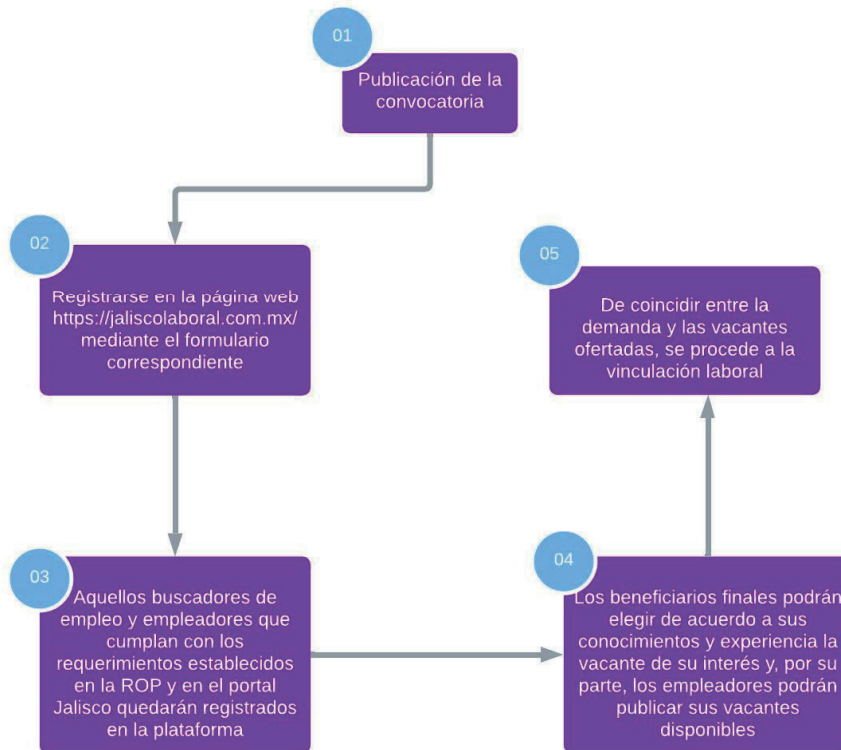 01
Publicación de la
convocatoria
02
Registrarse en la página web
https://jaliscolaboral.com.mx/
mediante el formulario
correspondiente
03
Aquellos buscadores de
empleo y empleadores que
cumplan con los
requerimientos establecidos
en la ROP y en el portal
Jalisco quedarán registrados
en la plataforma
04
Los beneficiarios finales podrán
elegir de acuerdo a sus
conocimientos y experiencia la
vacante de su interés y, por su
parte, los empleadores podrán
publicar sus vacantes
disponibles
05
De coincidir entre la
demanda y las vacantes
ofertadas, se procede a la
vinculación laboral